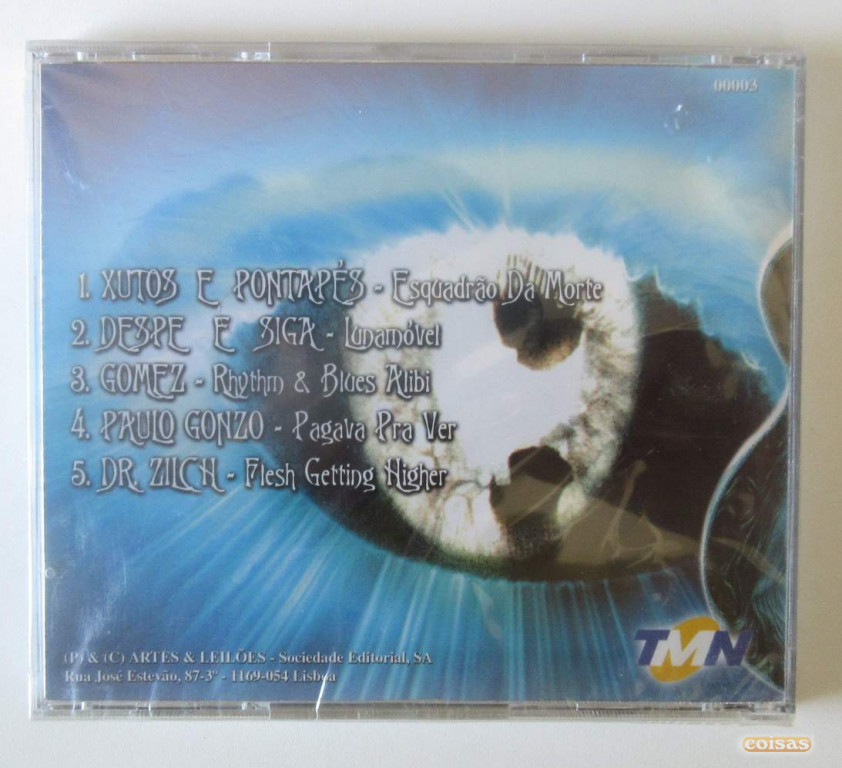 00003
1. XUTOS E PONTAPÉS - Esquadrão Da Morte
2. DESPE E SIGA - Lunamóvel
3. GOMEZ - Rhythm & Blues Alibi
4. PAULO GONZO - Pagava Pra Ver
5. DR. ZILCH - Flesh Getting Higher
TMN
(P) & (C) ARTES & LEILÕES - Sociedade Editorial, SA
Rua José Estevão, 87-3º - 1169-054 Lisboa
coisas